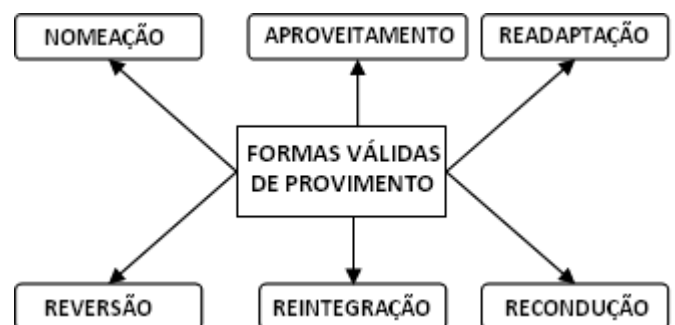 NOMEAÇÃO
APROVEITAMENTO
READAPTAÇÃO
FORMAS VÁLIDAS
DE PROVIMENTO
REVERSÃO
REINTEGRAÇÃO
RECONDUÇÃO